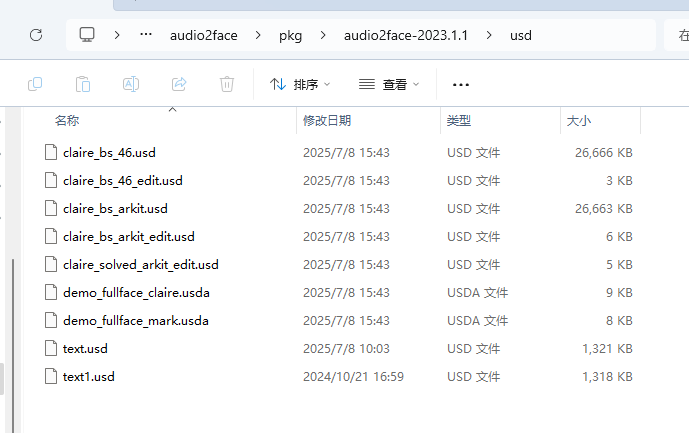 … audio2face > pkg > audio2face-2023.1.1 > usd 在
排序 查看 •••
名称 修改日期 类型 大小
claire_bs_46.usd 2025/7/8 15:43 USD 文件 26,666 KB
claire_bs_46_edit.usd 2025/7/8 15:43 USD 文件 3 KB
claire_bs_arkit.usd 2025/7/8 15:43 USD 文件 26,663 KB
claire_bs_arkit_edit.usd 2025/7/8 15:43 USD 文件 6 KB
claire_solved_arkit_edit.usd 2025/7/8 15:43 USD 文件 5 KB
demo_fullface_claire.usda 2025/7/8 15:43 USDA 文件 9 KB
demo_fullface_mark.usda 2025/7/8 15:43 USDA 文件 8 KB
text.usd 2025/7/8 10:03 USD 文件 1,321 KB
text1.usd 2024/10/21 16:59 USD 文件 1,318 KB